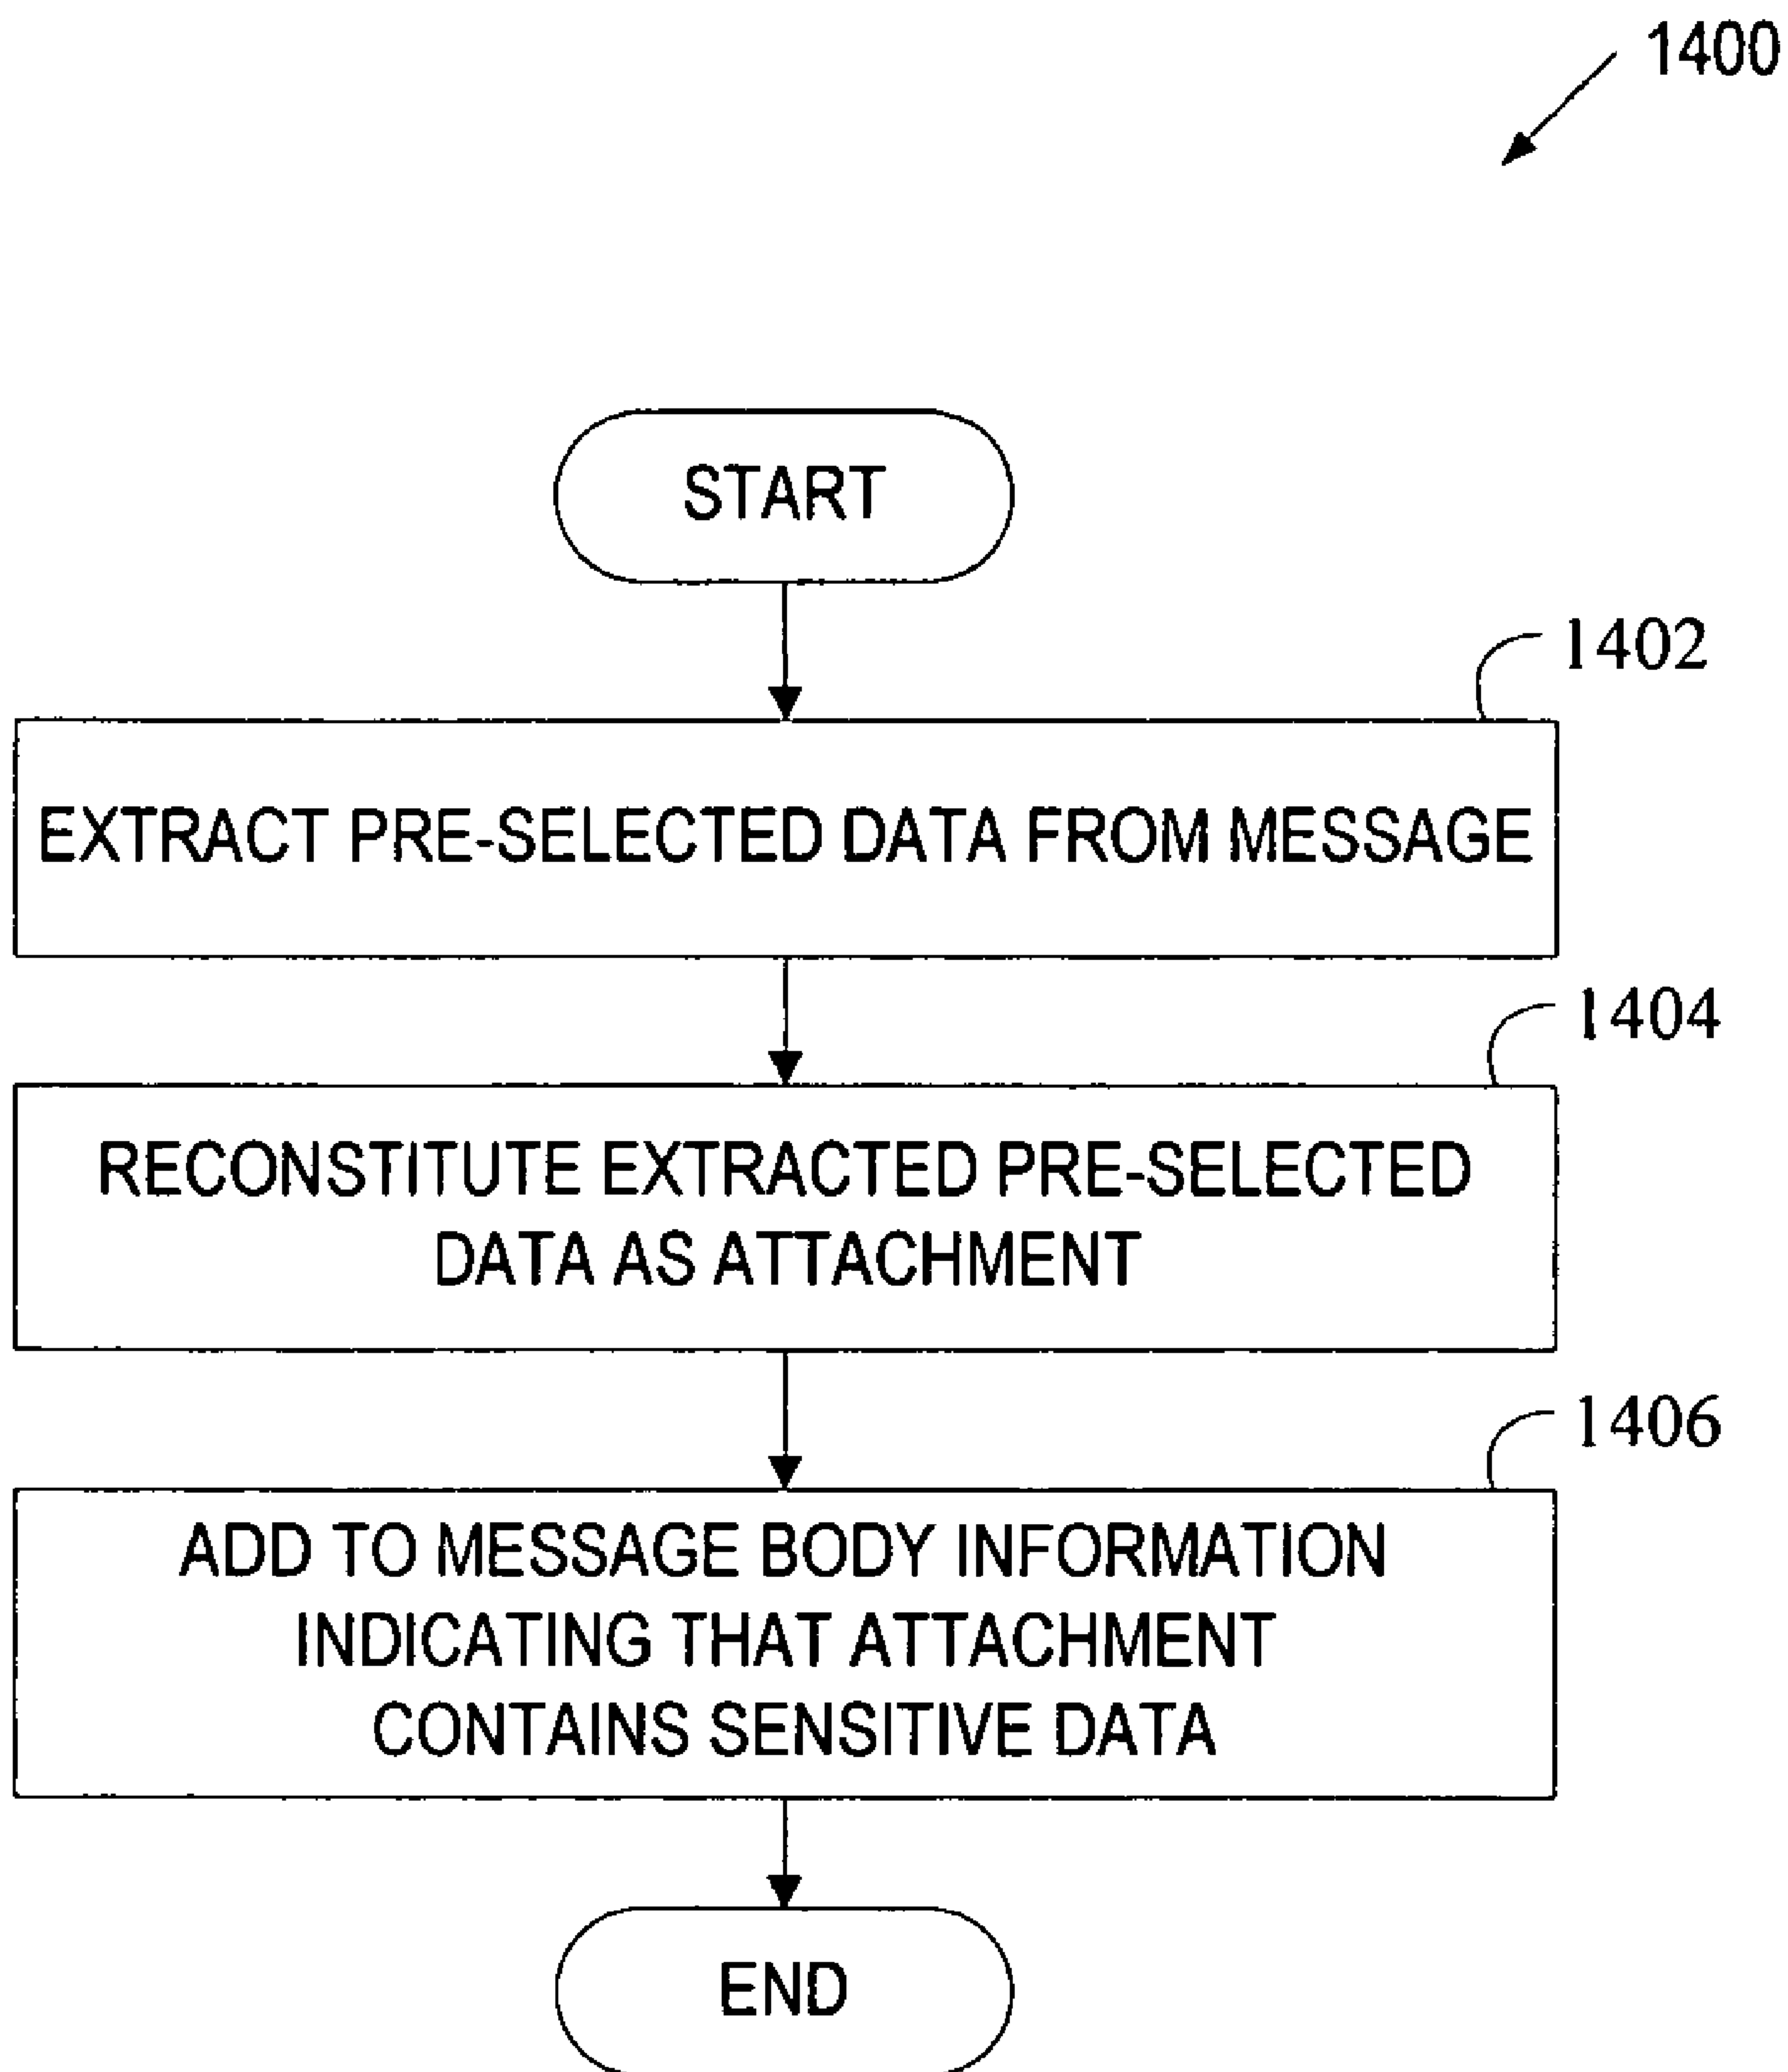 1400
START
1402
EXTRACT PRE-SELECTED DATA FROM MESSAGE
1404
RECONSTITUTE EXTRACTED PRE-SELECTED
DATA AS ATTACHMENT
1406
ADD TO MESSAGE BODY INFORMATION
INDICATING THAT ATTACHMENT
CONTAINS SENSITIVE DATA
END